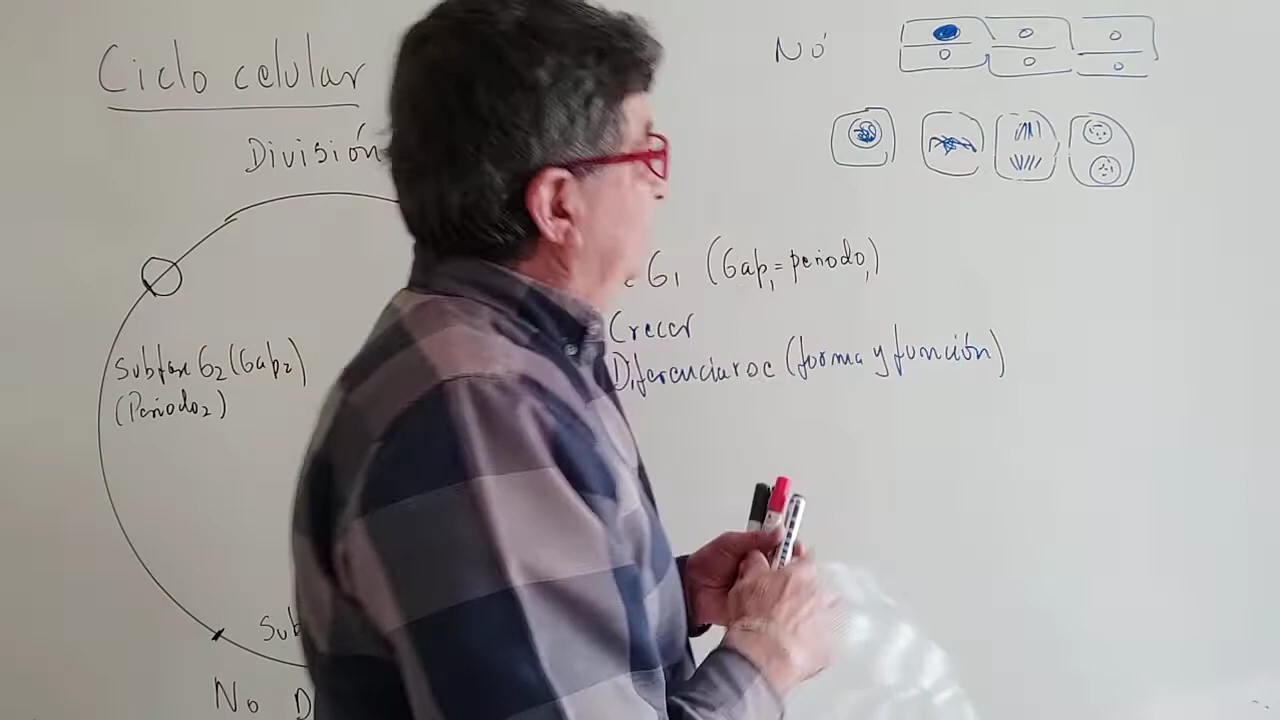 Ciclo celular
División
NÓ
G₁ (Gap₁ = periodo₁)
Crecer
Diferenciarse (forma y función)
Subfase G₂ (Gap₂)
(Periodo₂)
Sub
No D